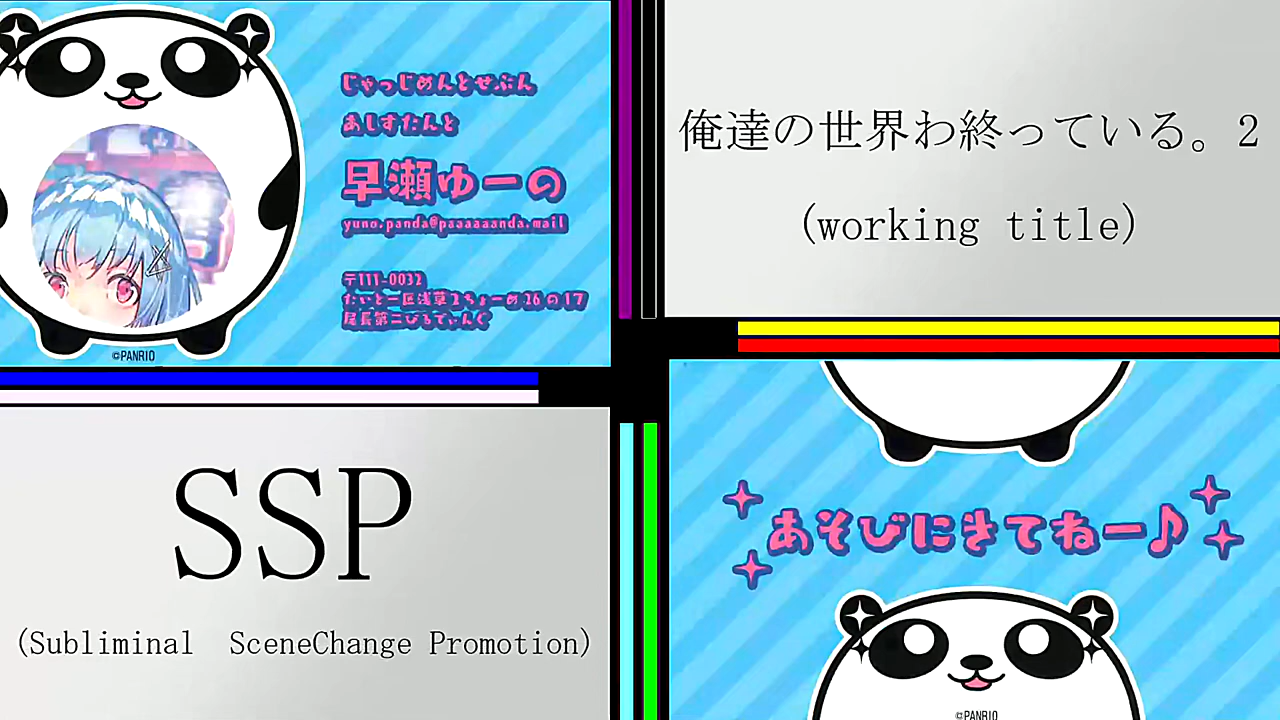 じゃっじめんとせぶん
あしすたんと
早瀬ゆーの
yuno.panda@paaaaaanda.mail
〒111-0032
たいとー区浅草2ちょーめ26の17
尾長第二びるでぃんぐ
©PANRIO
俺達の世界わ終っている。2
(working title)
SSP
(Subliminal SceneChange Promotion)
あそびにきてねー♪
©PANRIO